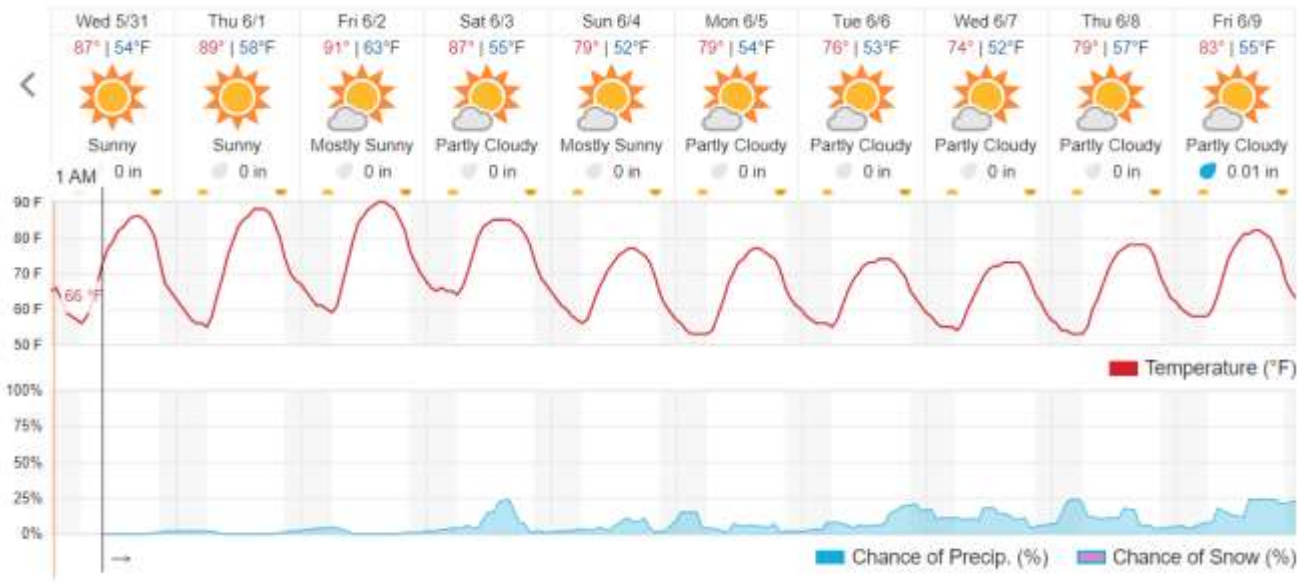 Wed 5/31 Thu 6/1 Fri 6/2 Sat 6/3 Sun 6/4 Mon 6/5 Tue 6/6 Wed 6/7 Thu 6/8 Fri 6/9
87° | 54°F 89° | 58°F 91° | 63°F 87° | 55°F 79° | 52°F 79° | 54°F 76° | 53°F 74° | 52°F 79° | 57°F 83° | 55°F
Sunny Sunny Mostly Sunny Partly Cloudy Mostly Sunny Partly Cloudy Partly Cloudy Partly Cloudy Partly Cloudy Partly Cloudy
1 AM 0 in 0 in 0 in 0 in 0 in 0 in 0 in 0 in 0 in 0.01 in
90 F
80 F
70 F
66 °F
60 F
50 F
Temperature (°F)
100%
75%
50%
25%
0%
→
Chance of Precip. (%) Chance of Snow (%)